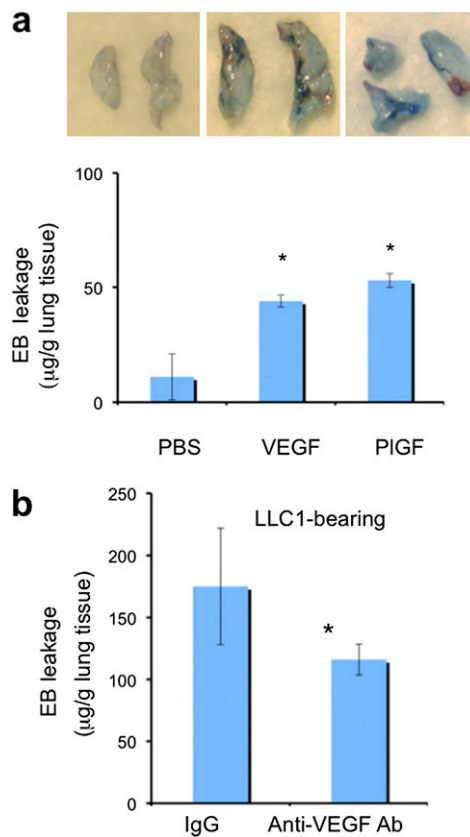 a
100
50
0
EB leakage
(µg/g lung tissue)
*
*
PBS VEGF PlGF
b
LLC1-bearing
250
200
150
100
50
0
EB leakage
(µg/g lung tissue)
*
IgG Anti-VEGF Ab